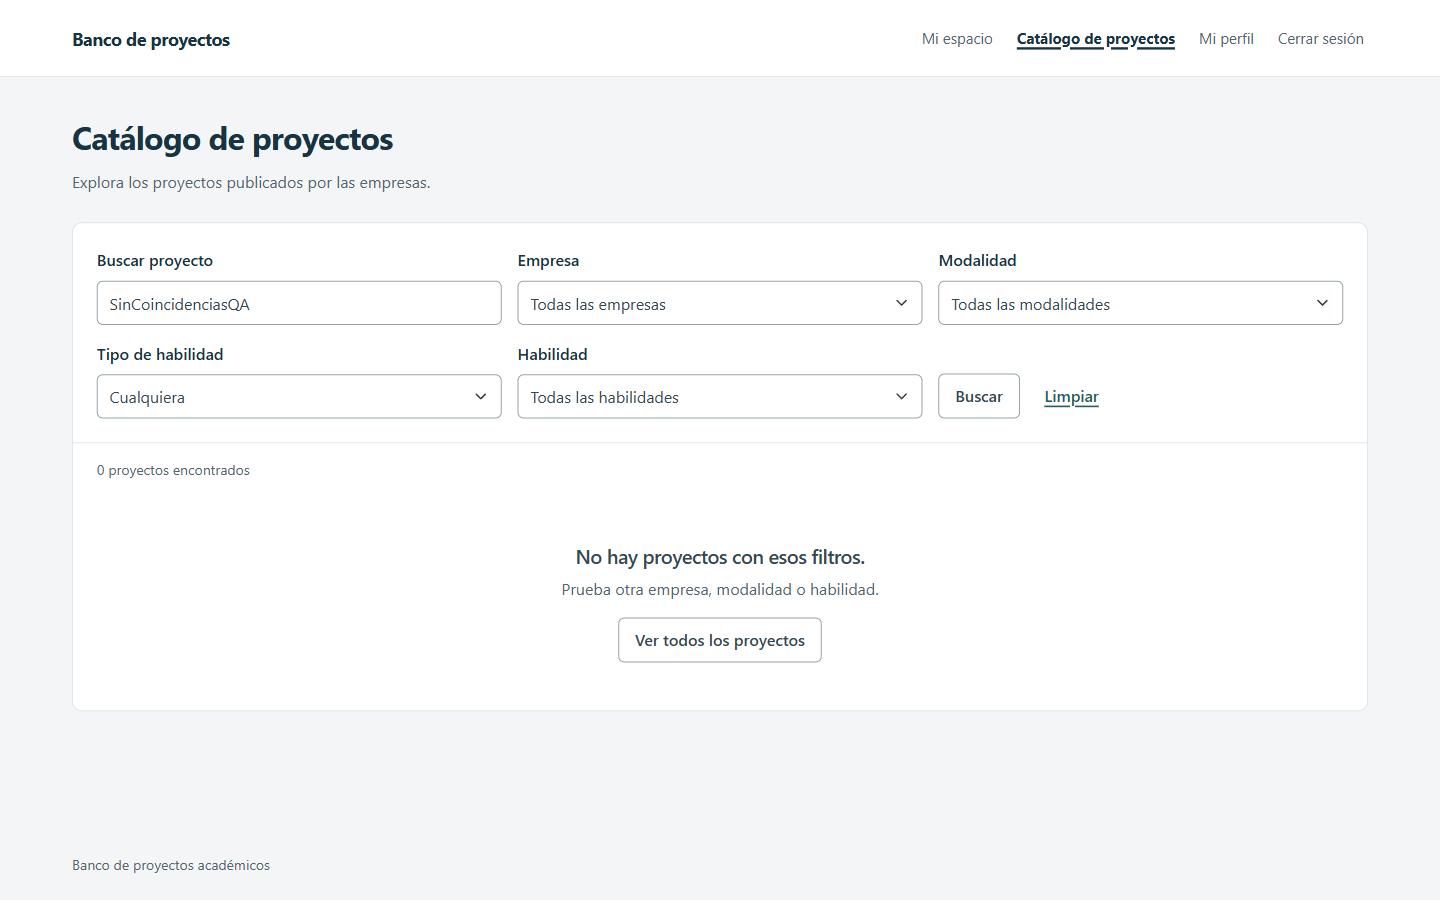 Banco de proyectos
Mi espacio
Catálogo de proyectos
Mi perfil
Cerrar sesión
Catálogo de proyectos
Explora los proyectos publicados por las empresas.
Buscar proyecto
Empresa
Modalidad
SinCoincidenciasQA
Todas las empresas
Todas las modalidades
Tipo de habilidad
Habilidad
Cualquiera
Todas las habilidades
Buscar
Limpiar
0 proyectos encontrados
No hay proyectos con esos filtros.
Prueba otra empresa, modalidad o habilidad.
Ver todos los proyectos
Banco de proyectos académicos